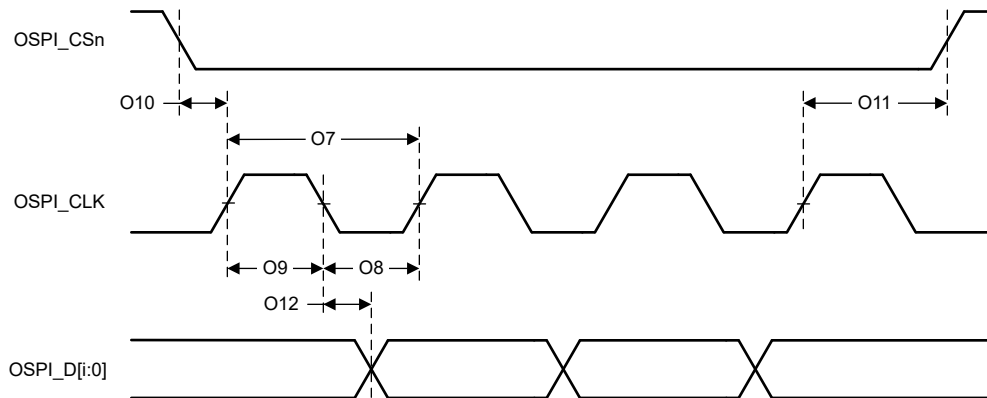 OSPI_CSn
O10
O11
O7
OSPI_CLK
O9
O8
O12
OSPI_D[i:0]